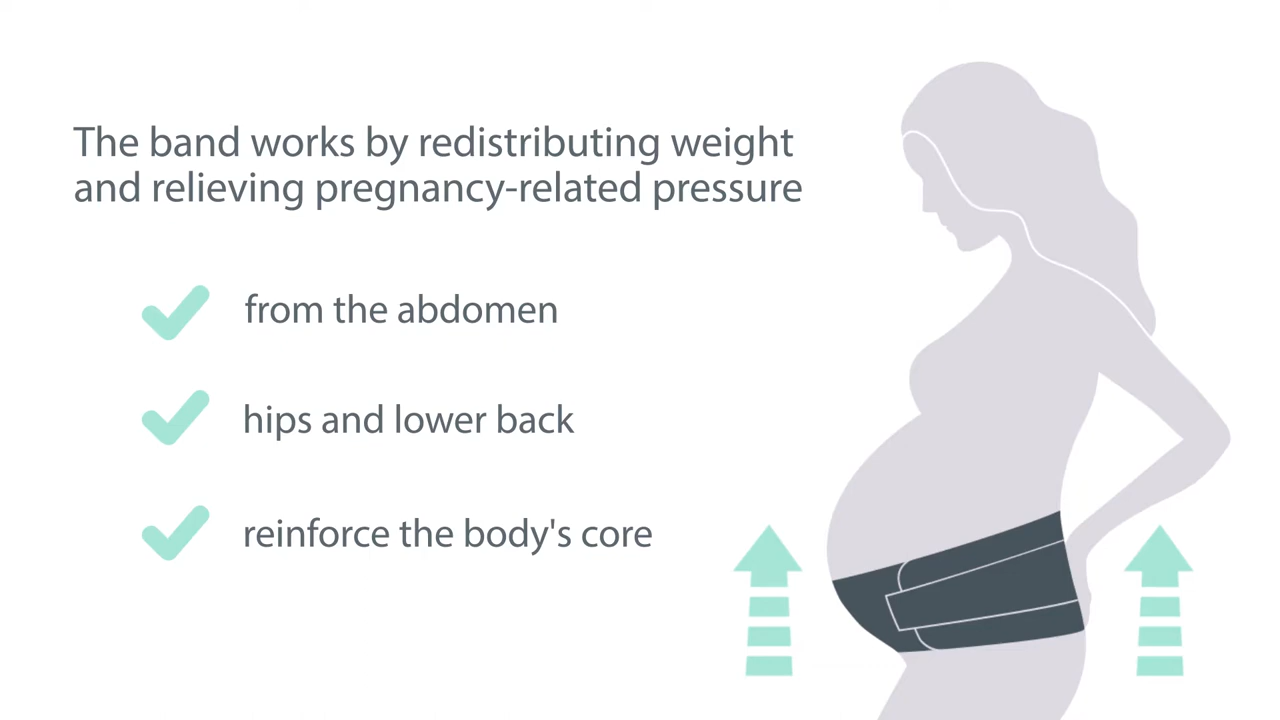 The band works by redistributing weight
and relieving pregnancy-related pressure
from the abdomen
hips and lower back
reinforce the body's core